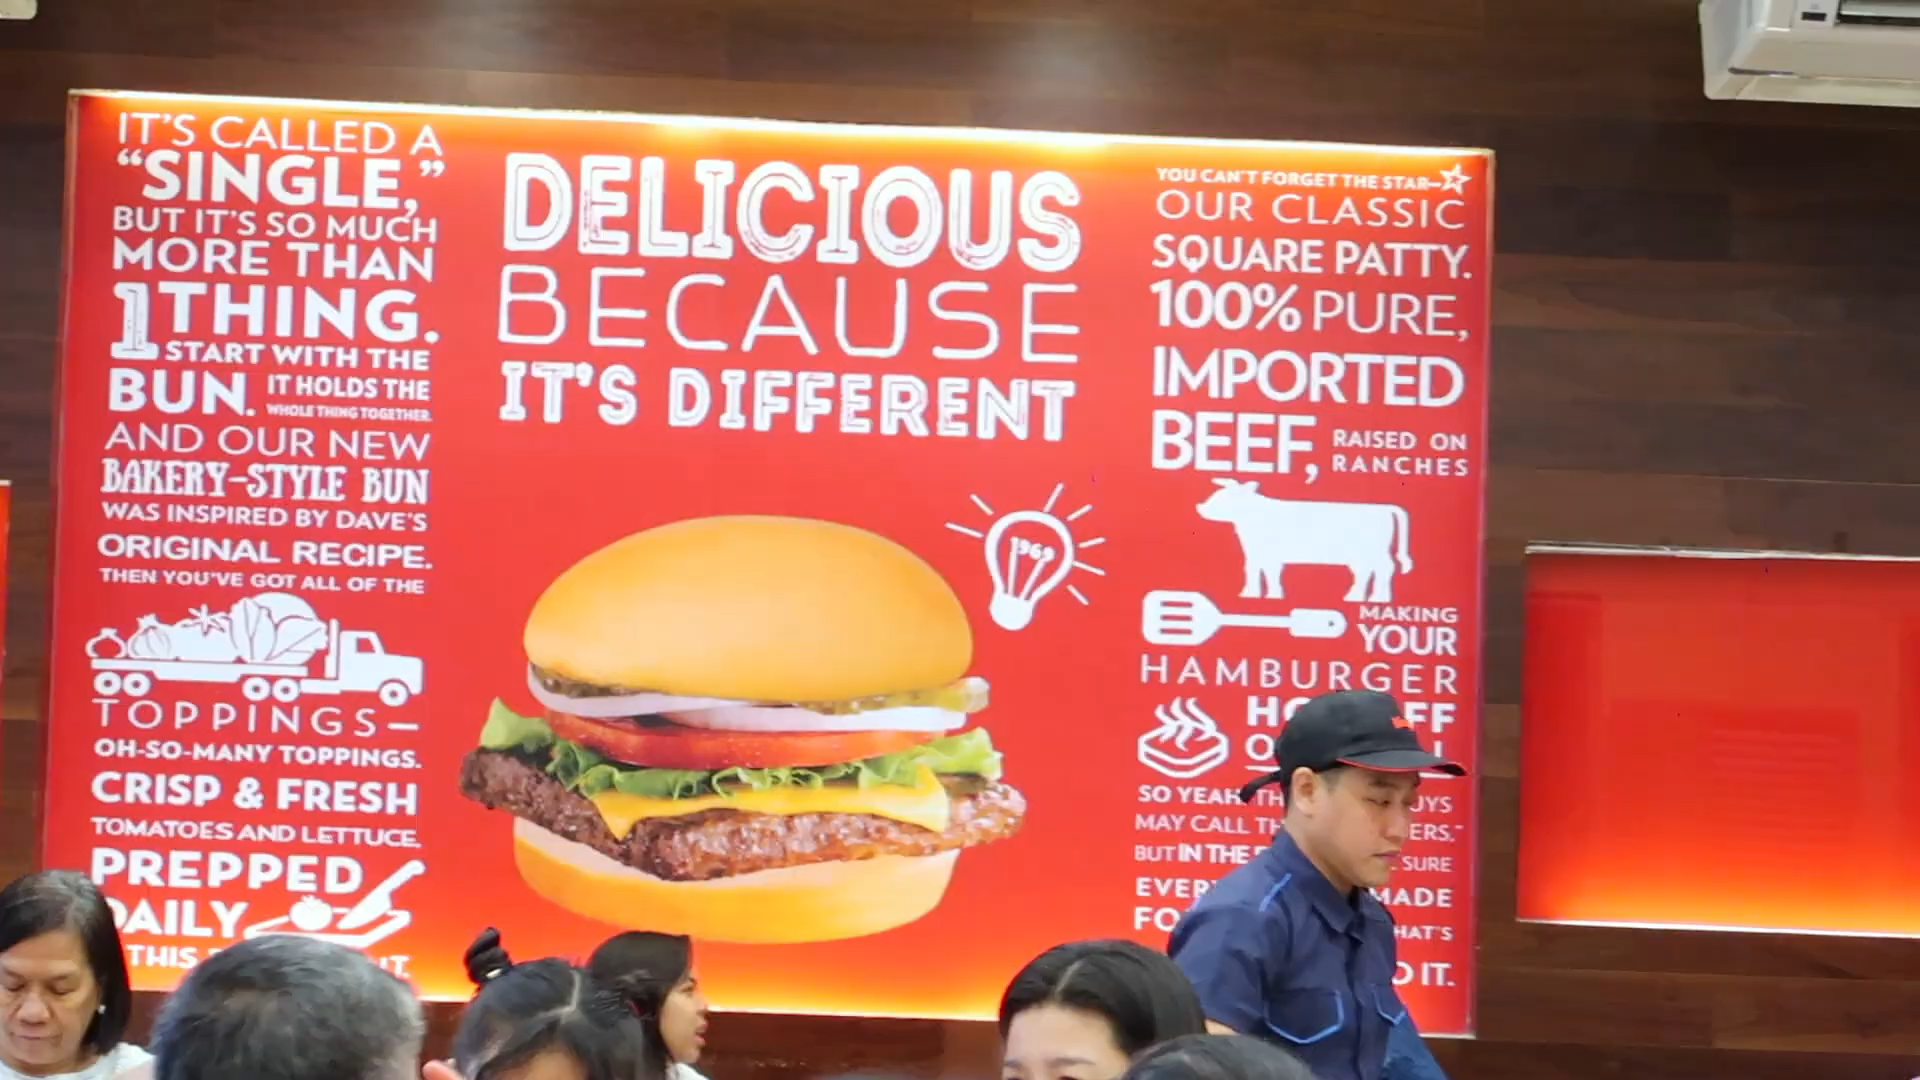 IT'S CALLED A
“SINGLE,”
BUT IT'S SO MUCH
MORE THAN
1 THING.
START WITH THE
BUN. IT HOLDS THE
WHOLE THING TOGETHER.
AND OUR NEW
BAKERY-STYLE BUN
WAS INSPIRED BY DAVE'S
ORIGINAL RECIPE.
THEN YOU'VE GOT ALL OF THE
TOPPINGS—
OH-SO-MANY TOPPINGS.
CRISP & FRESH
TOMATOES AND LETTUCE,
PREPPED
DAILY
THIS
DELICIOUS
BECAUSE
IT'S DIFFERENT
1969
YOU CAN'T FORGET THE STAR—
OUR CLASSIC
SQUARE PATTY.
100% PURE,
IMPORTED
BEEF, RAISED ON
RANCHES
MAKING
YOUR
HAMBURGER
SO YEAH
MAY CALL
BUT IN THE SURE
MADE
IT.